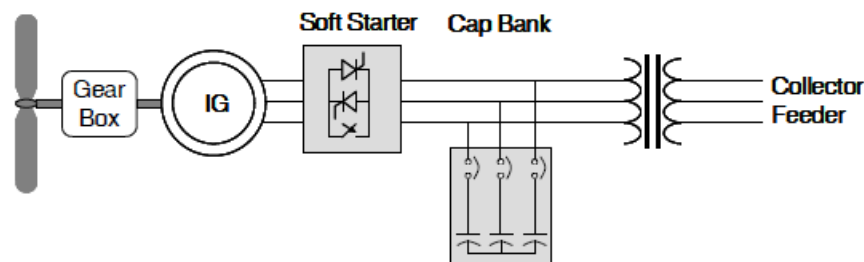 Soft Starter
Cap Bank
Gear
Box
IG
Collector
Feeder